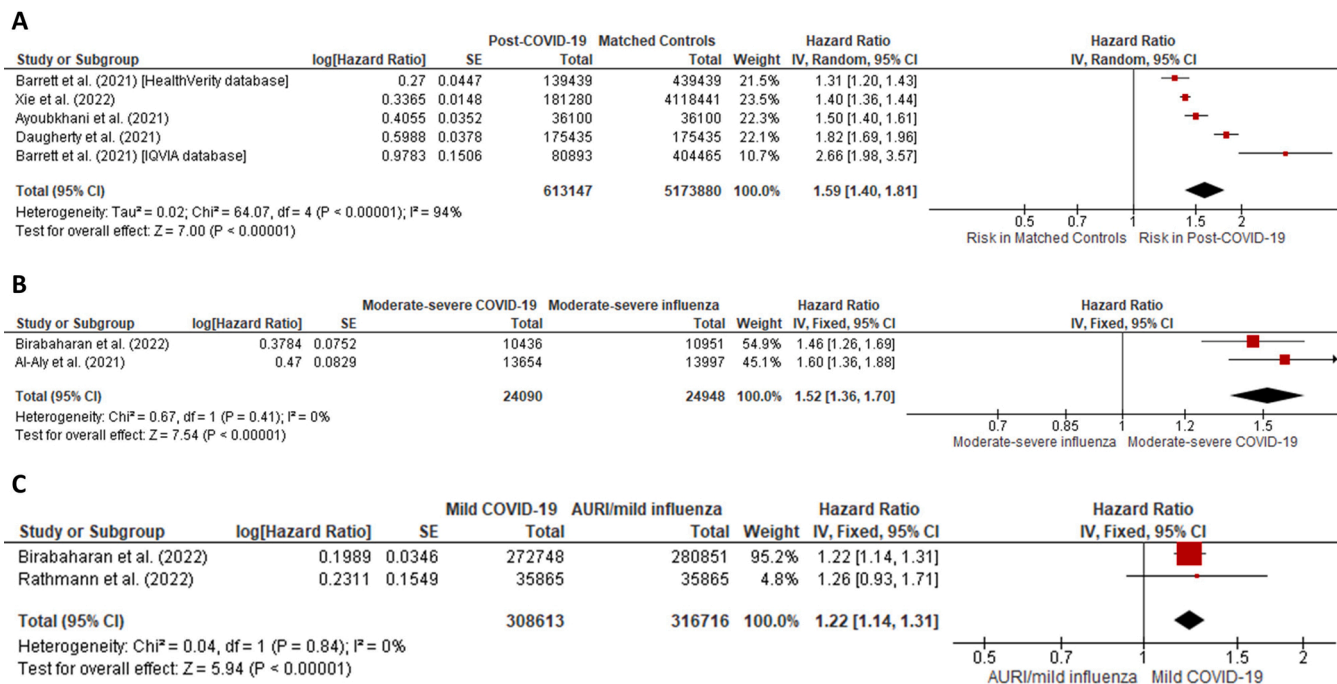 A
Post-COVID-19 Matched Controls Hazard Ratio Hazard Ratio
Study or Subgroup log[Hazard Ratio] SE Total Total Weight IV, Random, 95% CI IV, Random, 95% CI
Barrett et al. (2021) [HealthVerity database] 0.27 0.0447 139439 439439 21.5% 1.31 [1.20, 1.43]
Xie et al. (2022) 0.3365 0.0148 181280 4118441 23.5% 1.40 [1.36, 1.44]
Ayoubkhani et al. (2021) 0.4055 0.0352 36100 36100 22.3% 1.50 [1.40, 1.61]
Daugherty et al. (2021) 0.5988 0.0378 175435 175435 22.1% 1.82 [1.69, 1.96]
Barrett et al. (2021) [IQVIA database] 0.9783 0.1506 80893 404465 10.7% 2.66 [1.98, 3.57]
Total (95% CI) 613147 5173880 100.0% 1.59 [1.40, 1.81]
Heterogeneity: Tau² = 0.02; Chi² = 64.07, df = 4 (P < 0.00001); I² = 94%
Test for overall effect: Z = 7.00 (P < 0.00001)
0.5 0.7 1 1.5 2
Risk in Matched Controls Risk in Post-COVID-19
B
Moderate-severe COVID-19 Moderate-severe influenza Hazard Ratio Hazard Ratio
Study or Subgroup log[Hazard Ratio] SE Total Total Weight IV, Fixed, 95% CI IV, Fixed, 95% CI
Birabaharan et al. (2022) 0.3784 0.0752 10436 10951 54.9% 1.46 [1.26, 1.69]
Al-Aly et al. (2021) 0.47 0.0829 13654 13997 45.1% 1.60 [1.36, 1.88]
Total (95% CI) 24090 24948 100.0% 1.52 [1.36, 1.70]
Heterogeneity: Chi² = 0.67, df = 1 (P = 0.41); I² = 0%
Test for overall effect: Z = 7.54 (P < 0.00001)
0.7 0.85 1 1.2 1.5
Moderate-severe influenza Moderate-severe COVID-19
C
Mild COVID-19 AURI/mild influenza Hazard Ratio Hazard Ratio
Study or Subgroup log[Hazard Ratio] SE Total Total Weight IV, Fixed, 95% CI IV, Fixed, 95% CI
Birabaharan et al. (2022) 0.1989 0.0346 272748 280851 95.2% 1.22 [1.14, 1.31]
Rathmann et al. (2022) 0.2311 0.1549 35865 35865 4.8% 1.26 [0.93, 1.71]
Total (95% CI) 308613 316716 100.0% 1.22 [1.14, 1.31]
Heterogeneity: Chi² = 0.04, df = 1 (P = 0.84); I² = 0%
Test for overall effect: Z = 5.94 (P < 0.00001)
0.5 0.7 1 1.5 2
AURI/mild influenza Mild COVID-19